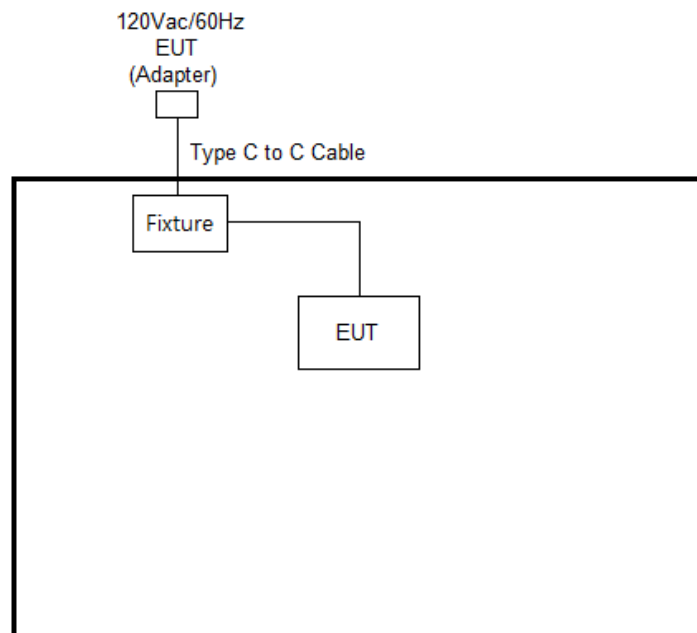 120Vac/60Hz
EUT
(Adapter)
Type C to C Cable
Fixture
EUT